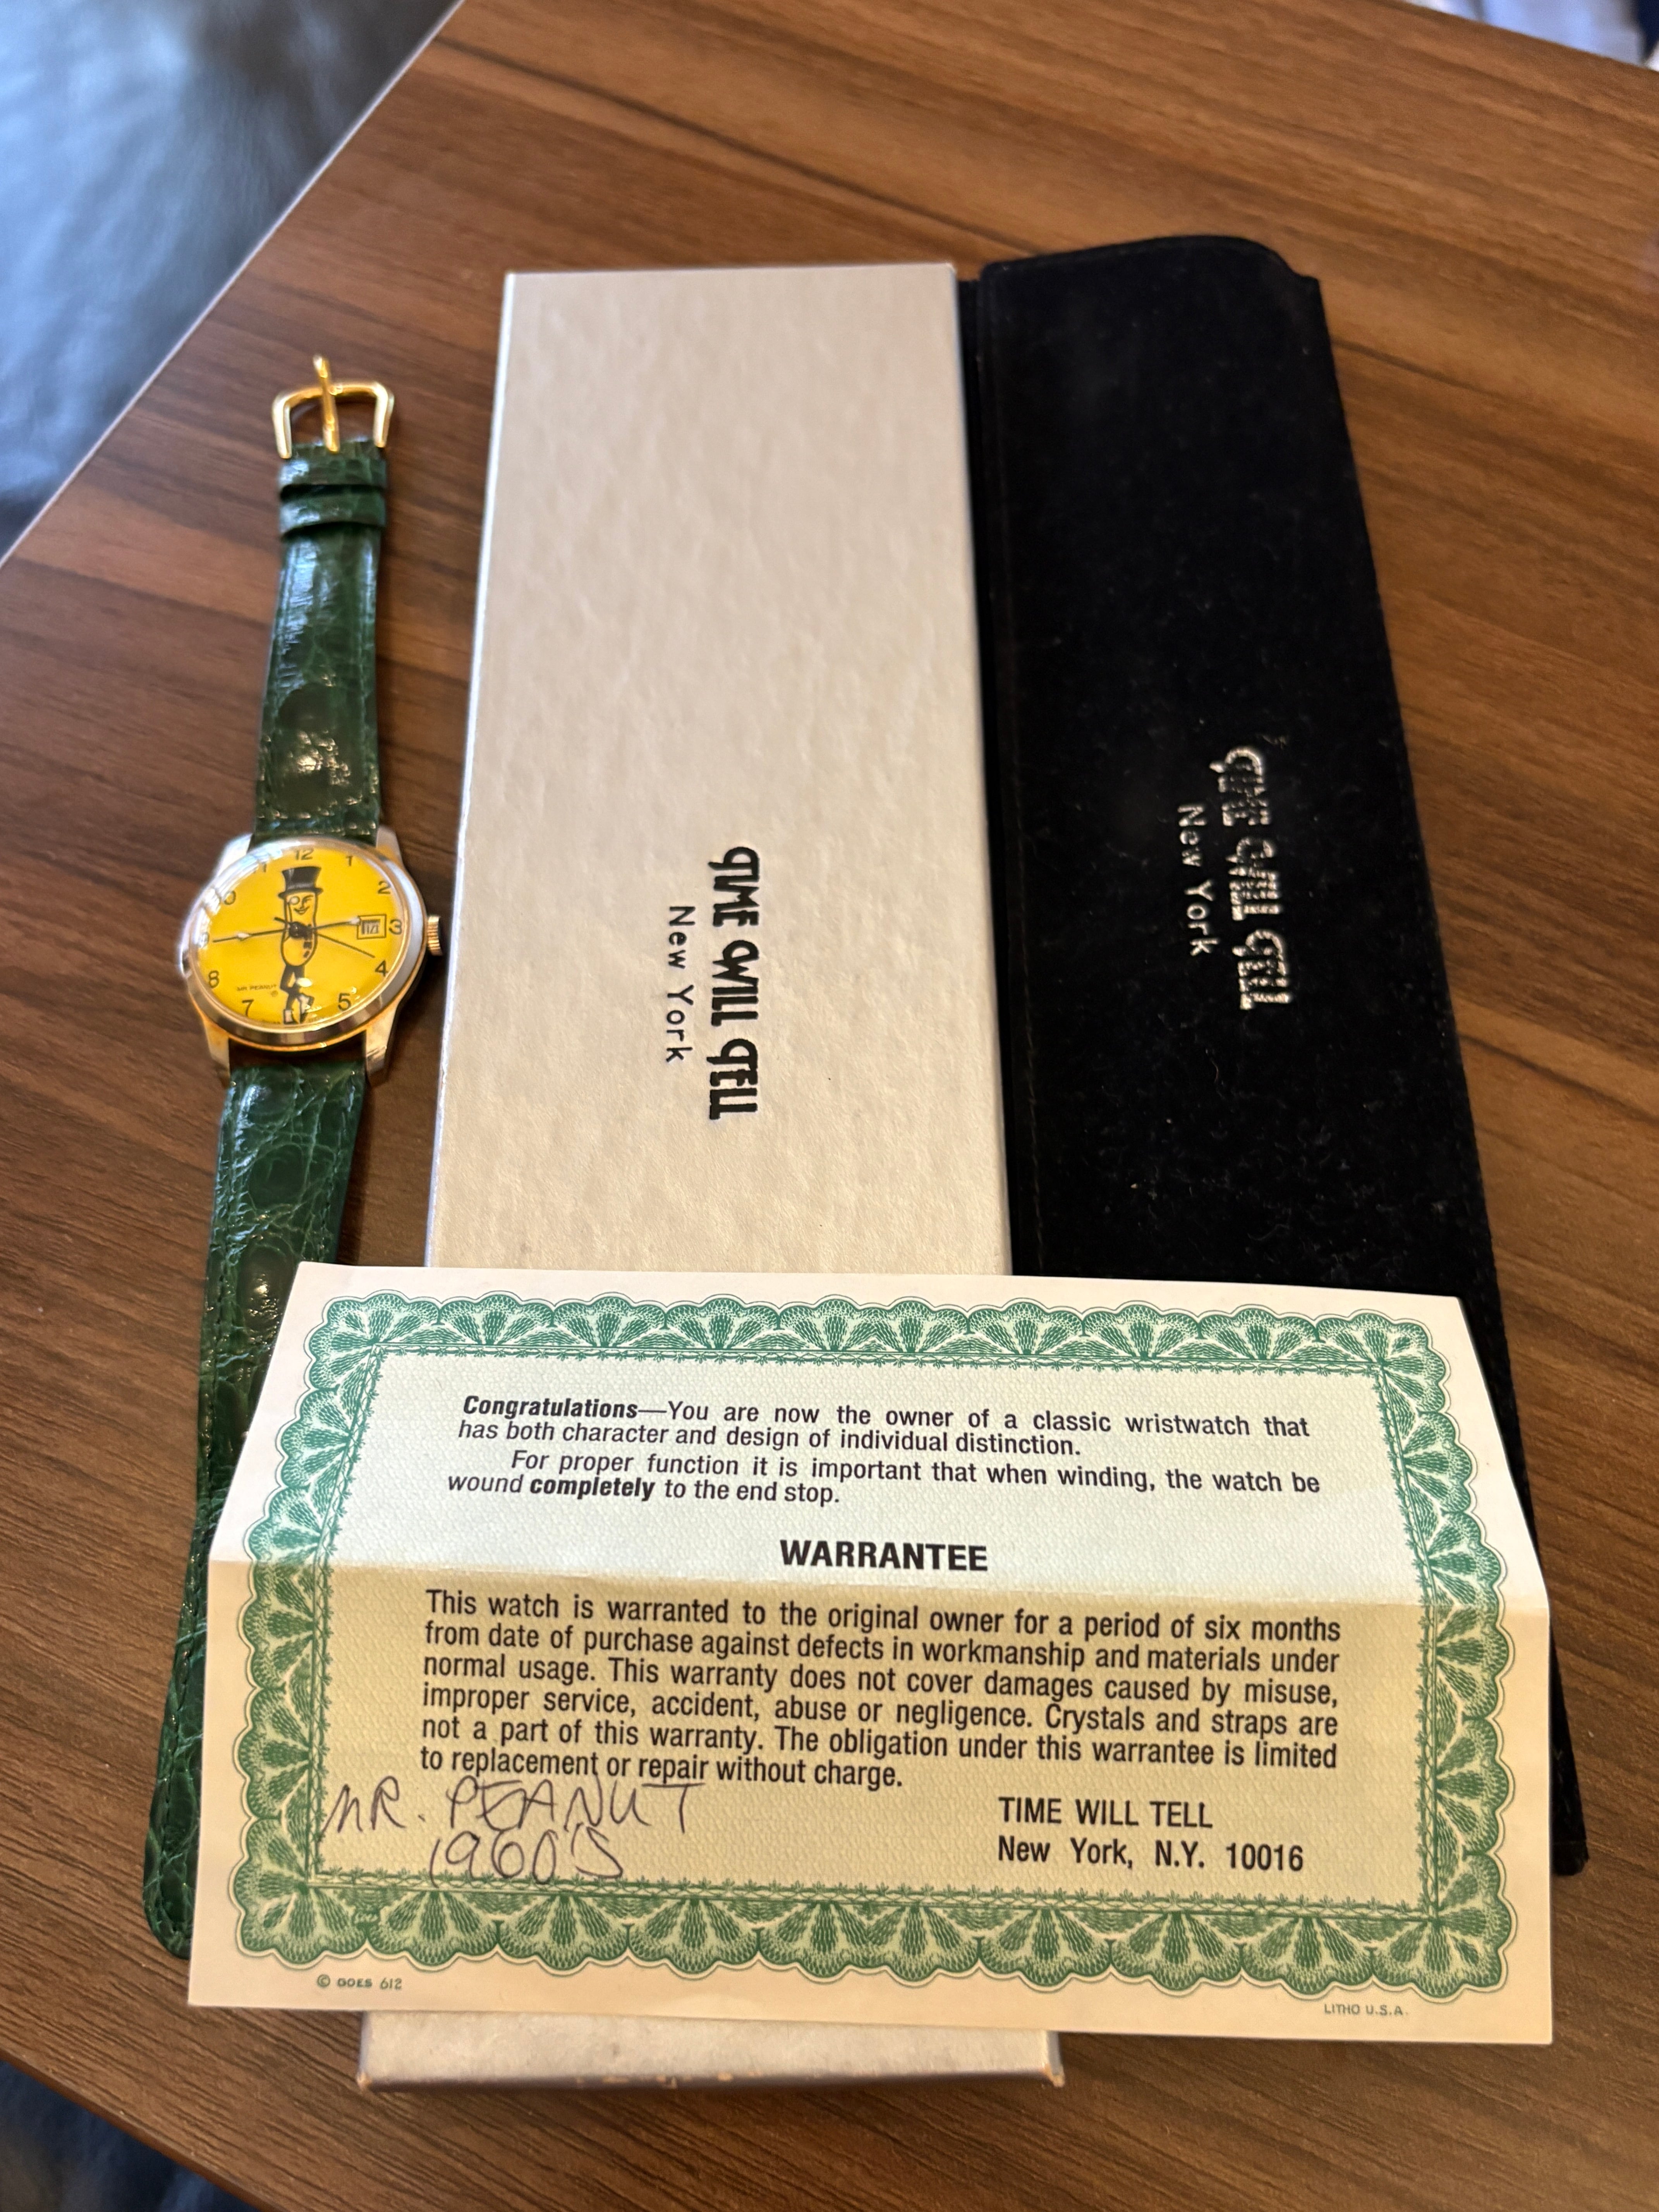 12
1
2
3
4
5
7
8
MR. PEANUT
TIME WILL TELL
New York
TIME WILL TELL
New York
Congratulations—You are now the owner of a classic wristwatch that
has both character and design of individual distinction.
For proper function it is important that when winding, the watch be
wound completely to the end stop.
WARRANTEE
This watch is warranted to the original owner for a period of six months
from date of purchase against defects in workmanship and materials under
normal usage. This warranty does not cover damages caused by misuse,
improper service, accident, abuse or negligence. Crystals and straps are
not a part of this warranty. The obligation under this warrantee is limited
to replacement or repair without charge.
MR. PEANUT
1960'S
TIME WILL TELL
New York, N.Y. 10016
© GOES 612
LITHO U.S.A.